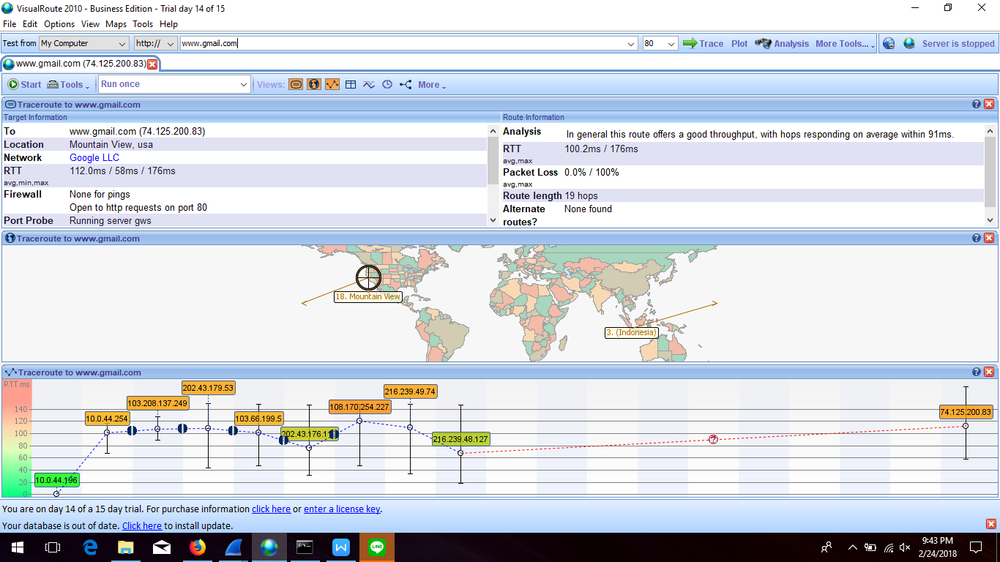 VisualRoute 2010 - Business Edition - Trial day 14 of 15
File Edit Options View Maps Tools Help
Test from My Computer http:// www.gmail.com 80 Trace Plot Analysis More Tools... Server is stopped
www.gmail.com (74.125.200.83)
Start Tools Run once Views: More
Traceroute to www.gmail.com
Target Information
To www.gmail.com (74.125.200.83)
Location Mountain View, usa
Network Google LLC
RTT 112.0ms / 58ms / 176ms
avg,min,max
Firewall None for pings
Open to http requests on port 80
Port Probe Running server gws
Route Information
Analysis In general this route offers a good throughput, with hops responding on average within 91ms.
RTT 100.2ms / 176ms
avg,max
Packet Loss 0.0% / 100%
avg,max
Route length 19 hops
Alternate None found
routes?
Traceroute to www.gmail.com
18. Mountain View
3. (Indonesia)
Traceroute to www.gmail.com
RTT ms
202.43.179.53
216.239.49.74
103.208.137.249
108.170.254.227
140
74.125.200.83
10.0.44.254
103.66.199.5
120
202.43.176.11
100
216.239.48.127
80
60
40
10.0.44.196
20
0
You are on day 14 of a 15 day trial. For purchase information click here or enter a license key.
Your database is out of date. Click here to install update.
9:43 PM
2/24/2018